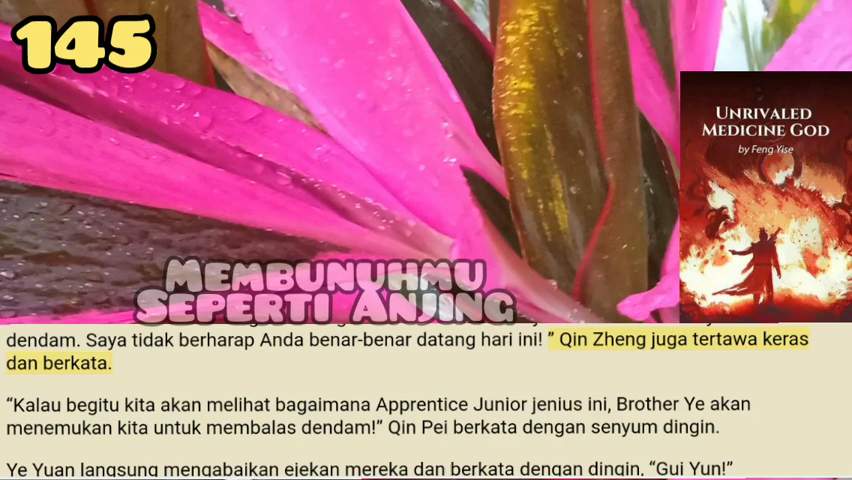 145
UNRIVALED
MEDICINE GOD
by Feng Yise
MEMBUNUHMU
SEPERTI ANJING
dendam. Saya tidak berharap Anda benar-benar datang hari ini! ” Qin Zheng juga tertawa keras
dan berkata.
“Kalau begitu kita akan melihat bagaimana Apprentice Junior jenius ini, Brother Ye akan
menemukan kita untuk membalas dendam!” Qin Pei berkata dengan senyum dingin.
Ye Yuan langsung mengabaikan ejekan mereka dan berkata dengan dingin, “Gui Yun!”